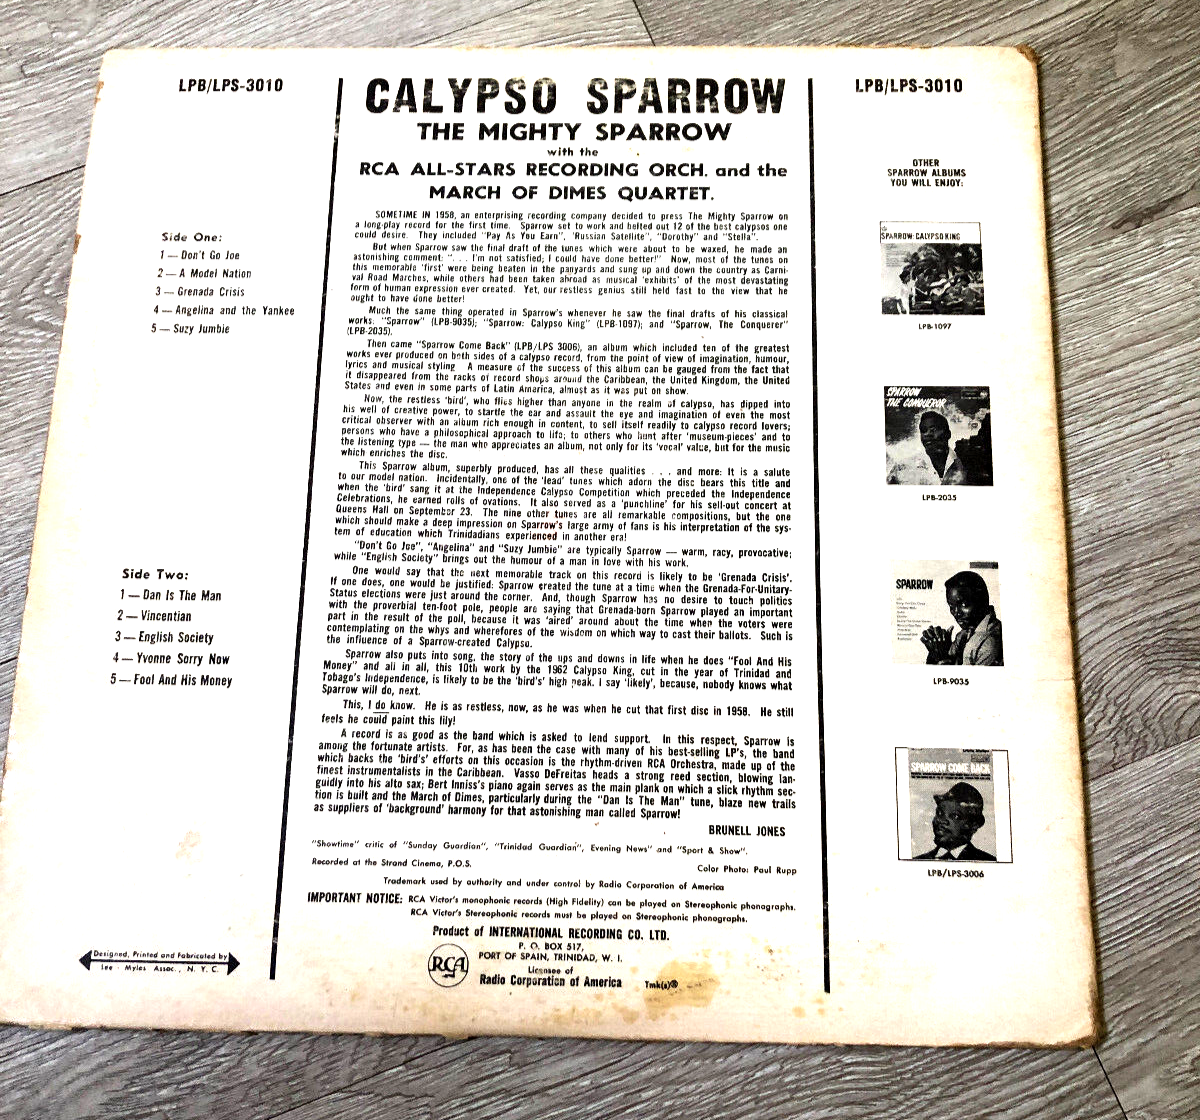 LPB/LPS-3010
Side One:
1 — Don't Go Joe
2 — A Model Nation
3 — Grenada Crisis
4 — Angelina and the Yankee
5 — Suzy Jumbie
Side Two:
1 — Dan Is The Man
2 — Vincentian
3 — English Society
4 — Yvonne Sorry Now
5 — Fool And His Money
Designed, Printed and Fabricated by
Lee - Myles Assoc., N. Y. C.
CALYPSO SPARROW
THE MIGHTY SPARROW
with the
RCA ALL-STARS RECORDING ORCH. and the
MARCH OF DIMES QUARTET.
SOMETIME IN 1958, an enterprising recording company decided to press The Mighty Sparrow on
a long-play record for the first time. Sparrow set to work and belted out 12 of the best calypsos one
could desire. They included "Pay As You Earn", 'Russian Satellite", "Dorothy" and "Stella".
But when Sparrow saw the final draft of the tunes which were about to be waxed, he made an
astonishing comment: ". . . I'm not satisfied; I could have done better!" Now, most of the tunes on
this memorable 'first' were being beaten in the panyards and sung up and down the country as Carni-
val Road Marches, while others had been taken abroad as musical 'exhibits' of the most devastating
form of human expression ever created. Yet, our restless genius still held fast to the view that he
ought to have done better!
Much the same thing operated in Sparrow's whenever he saw the final drafts of his classical
works: "Sparrow" (LPB-9035); "Sparrow: Calypso King" (LPB-1097); and "Sparrow, The Conquerer"
(LPB-2035).
Then came "Sparrow Come Back" (LPB/LPS 3006), an album which included ten of the greatest
works ever produced on both sides of a calypso record, from the point of view of imagination, humour,
lyrics and musical styling A measure of the success of this album can be gauged from the fact that
it disappeared from the racks of record shops around the Caribbean, the United Kingdom, the United
States and even in some parts of Latin America, almost as it was put on show.
Now, the restless 'bird', who flies higher than anyone in the realm of calypso, has dipped into
his well of creative power, to startle the ear and assault the eye and imagination of even the most
critical observer with an album rich enough in content, to sell itself readily to calypso record lovers;
persons who have a philosophical approach to life; to others who hunt after 'museum-pieces' and to
the listening type — the man who appreciates an album, not only for its 'vocal' value, but for the music
which enriches the disc.
This Sparrow album, superbly produced, has all these qualities . . . and more: It is a salute
to our model nation. Incidentally, one of the 'lead' tunes which adorn the disc bears this title and
when the 'bird' sang it at the Independence Calypso Competition which preceded the Independence
Celebrations, he earned rolls of ovations. It also served as a 'punchline' for his sell-out concert at
Queens Hall on September 23. The nine other tunes are all remarkable compositions, but the one
which should make a deep impression on Sparrow's large army of fans is his interpretation of the sys-
tem of education which Trinidadians experienced in another era!
"Don't Go Joe", "Angelina" and "Suzy Jumbie" are typically Sparrow — warm, racy, provocative;
while "English Society" brings out the humour of a man in love with his work.
One would say that the next memorable track on this record is likely to be 'Grenada Crisis'.
If one does, one would be justified: Sparrow created the tune at a time when the Grenada-For-Unitary-
Status elections were just around the corner. And, though Sparrow has no desire to touch politics
with the proverbial ten-foot pole, people are saying that Grenada-born Sparrow played an important
part in the result of the poll, because it was 'aired' around about the time when the voters were
contemplating on the whys and wherefores of the wisdom on which way to cast their ballots. Such is
the influence of a Sparrow-created Calypso.
Sparrow also puts into song, the story of the ups and downs in life when he does "Fool And His
Money" and all in all, this 10th work by the 1962 Calypso King, cut in the year of Trinidad and
Tobago's Independence, is likely to be the 'bird's' high peak. I say 'likely', because, nobody knows what
Sparrow will do, next.
This, I do know. He is as restless, now, as he was when he cut that first disc in 1958. He still
feels he could paint this lily!
A record is as good as the band which is asked to lend support. In this respect, Sparrow is
among the fortunate artists. For, as has been the case with many of his best-selling LP's, the band
which backs the 'bird's' efforts on this occasion is the rhythm-driven RCA Orchestra, made up of the
finest instrumentalists in the Caribbean. Vasso DeFreitas heads a strong reed section, blowing lan-
guidly into his alto sax; Bert Inniss's piano again serves as the main plank on which a slick rhythm sec-
tion is built and the March of Dimes, particularly during the "Dan Is The Man" tune, blaze new trails
as suppliers of 'background' harmony for that astonishing man called Sparrow!
BRUNELL JONES
"Showtime" critic of "Sunday Guardian", "Trinidad Guardian", Evening News" and "Sport & Show".
Recorded at the Strand Cinema, P.O.S.
Color Photo: Paul Rupp
Trademark used by authority and under control by Radio Corporation of America
IMPORTANT NOTICE: RCA Victor's monophonic records (High Fidelity) can be played on Stereophonic phonographs.
RCA Victor's Stereophonic records must be played on Stereophonic phonographs.
Product of INTERNATIONAL RECORDING CO. LTD.
P. O. BOX 517,
PORT OF SPAIN, TRINIDAD, W. I.
Licensee of
Radio Corporation of America
RCA
Tmk(s)®
LPB/LPS-3010
OTHER
SPARROW ALBUMS
YOU WILL ENJOY:
SPARROW: CALYPSO KING
LPB-1097
SPARROW
THE CONQUEROR
LPB-2035
SPARROW
LPB-9035
SPARROW COME BACK
LPB/LPS-3006